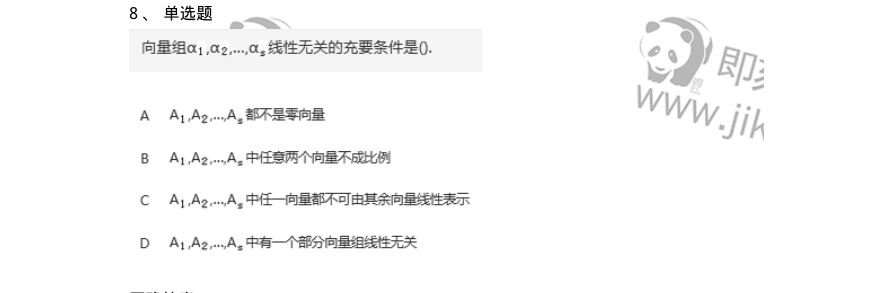 8 、 单选题
向量组α₁,α₂,...,αₛ线性无关的充要条件是().
即
www.jik
A A₁,A₂,...,Aₛ都不是零向量
B A₁,A₂,...,Aₛ中任意两个向量不成比例
C A₁,A₂,...,Aₛ中任一向量都不可由其余向量线性表示
D A₁,A₂,...,Aₛ中有一个部分向量组线性无关